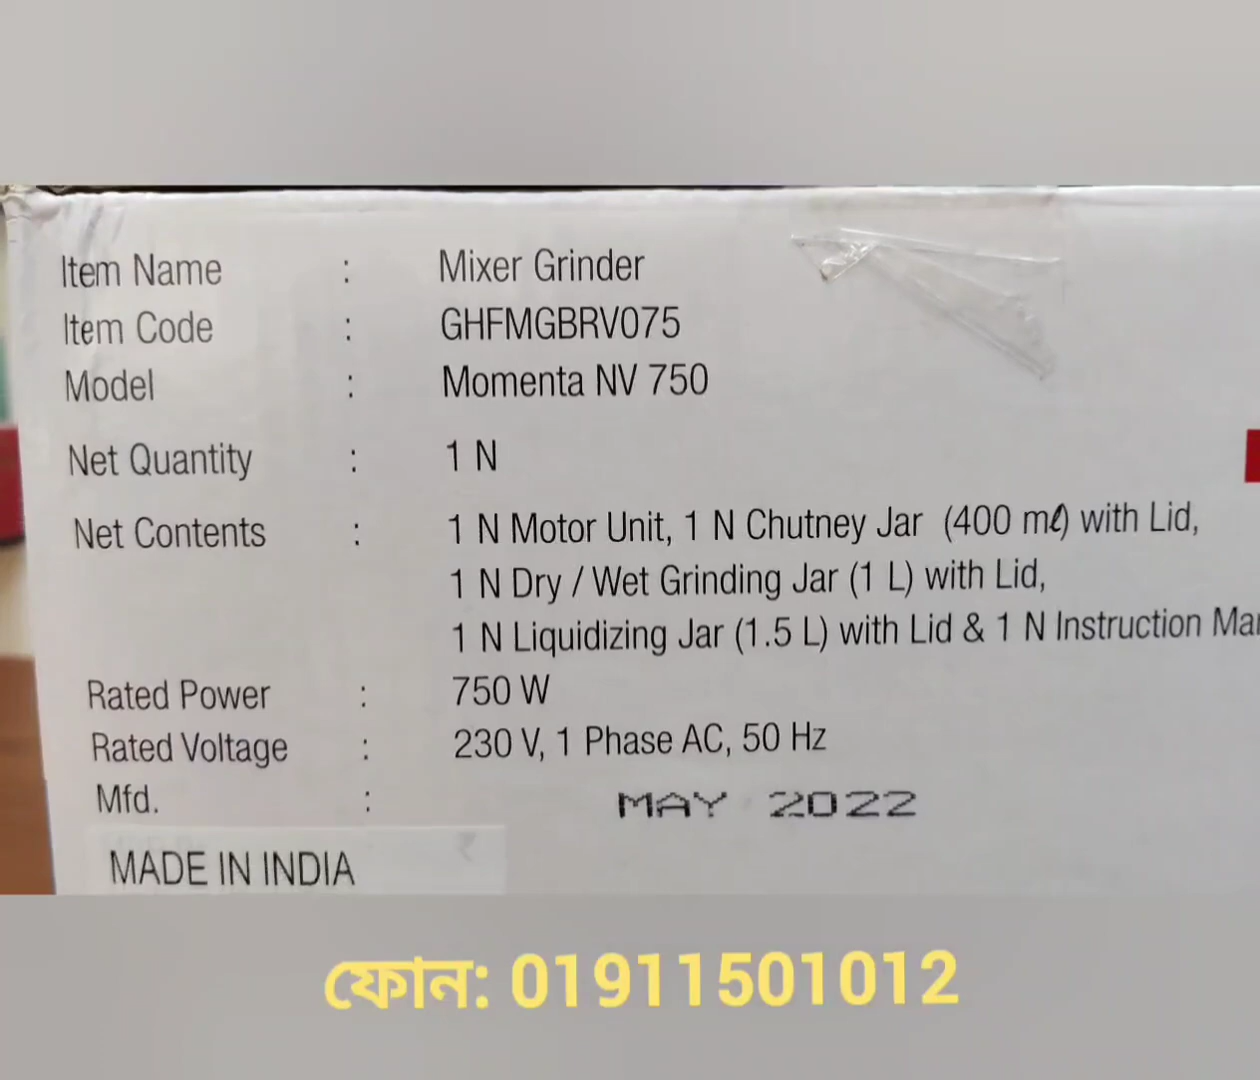 Item Name : Mixer Grinder
Item Code : GHFMGBRV075
Model : Momenta NV 750
Net Quantity : 1 N
Net Contents : 1 N Motor Unit, 1 N Chutney Jar (400 mℓ) with Lid,
1 N Dry / Wet Grinding Jar (1 L) with Lid,
1 N Liquidizing Jar (1.5 L) with Lid & 1 N Instruction
Rated Power : 750 W
Rated Voltage : 230 V, 1 Phase AC, 50 Hz
Mfd. : MAY 2022
MADE IN INDIA
ফোন: 01911501012